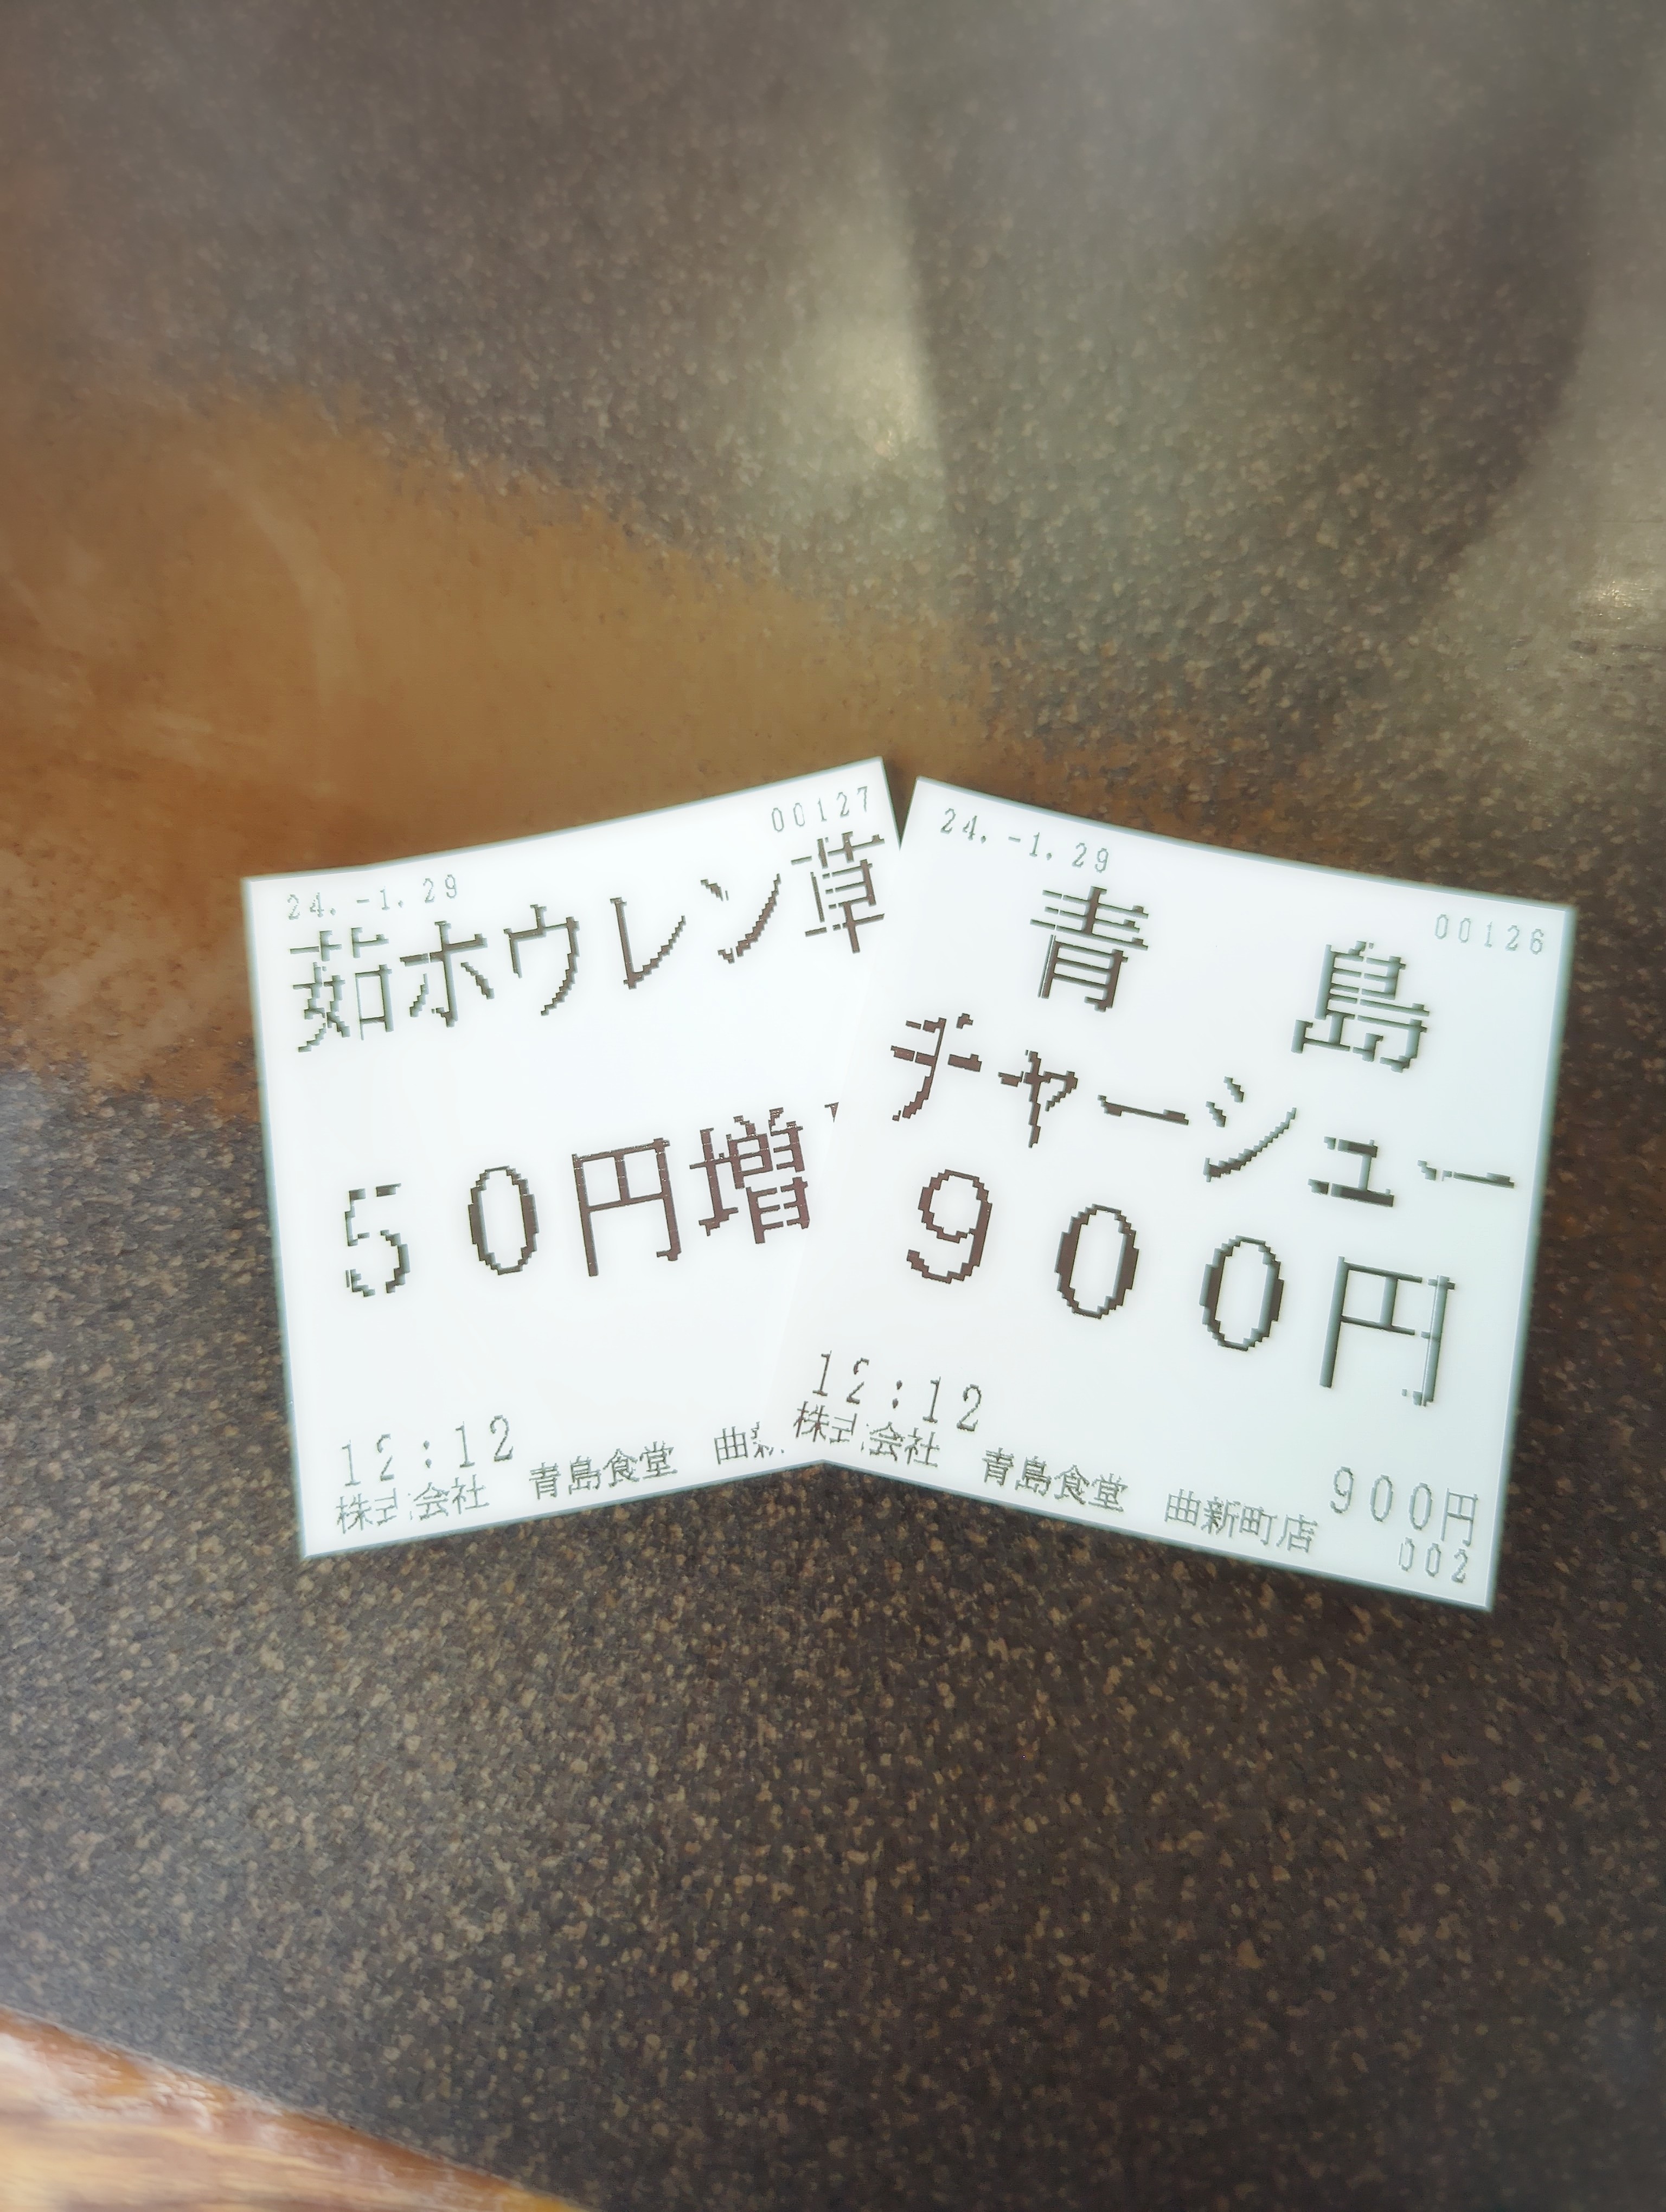 00127
24.-1.29
茹ホウレン草
50円増
12:12
株式会社 青島食堂 曲新
24.-1.29
00126
青島
チャーシュー
900円
12:12
株式会社 青島食堂 曲新町店
900円
002